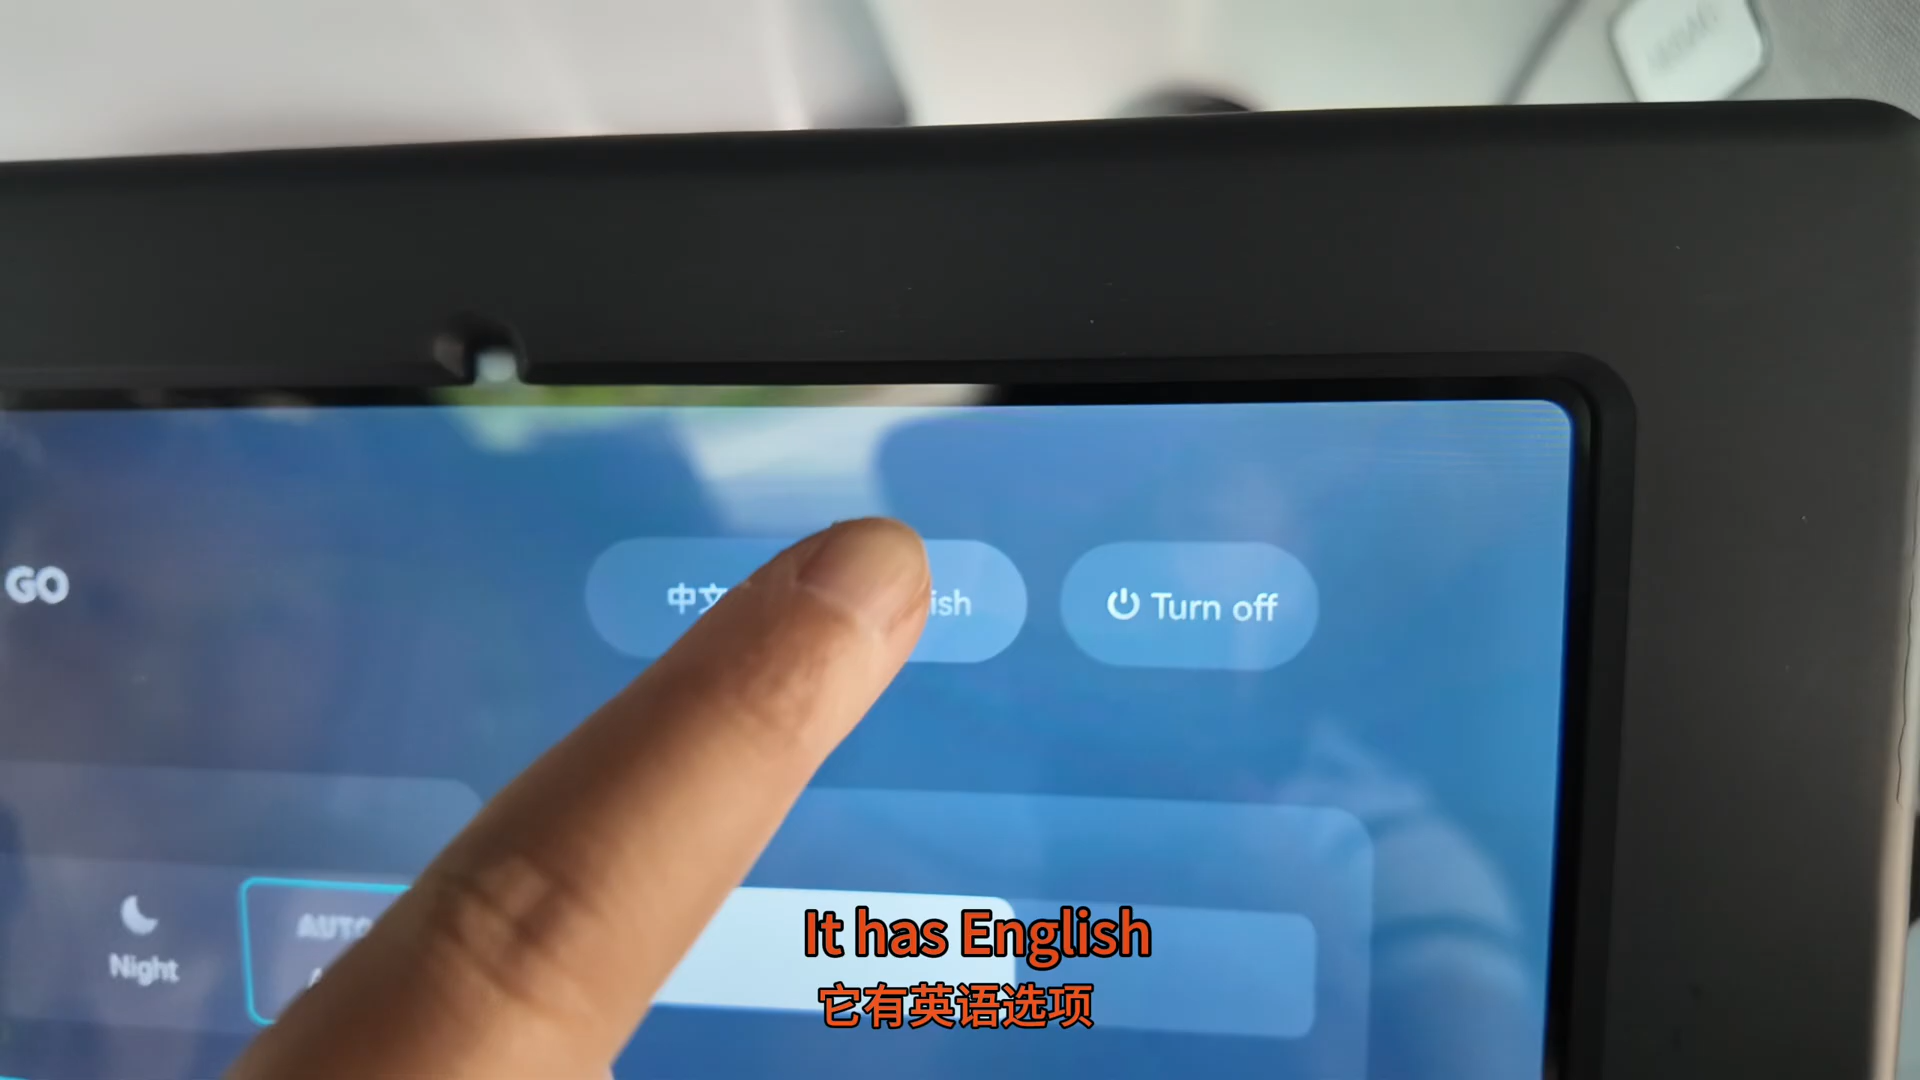 GO
中文
ish
Turn off
Night
AUTO
It has English
它有英语选项